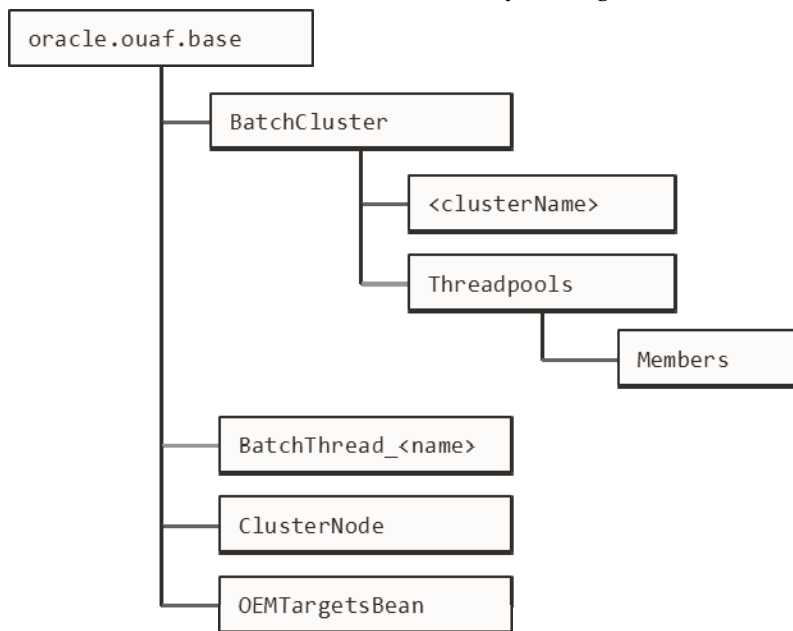 oracle.ouaf.base
BatchCluster
<clusterName>
Threadpools
Members
BatchThread_<name>
ClusterNode
OEMTargetsBean